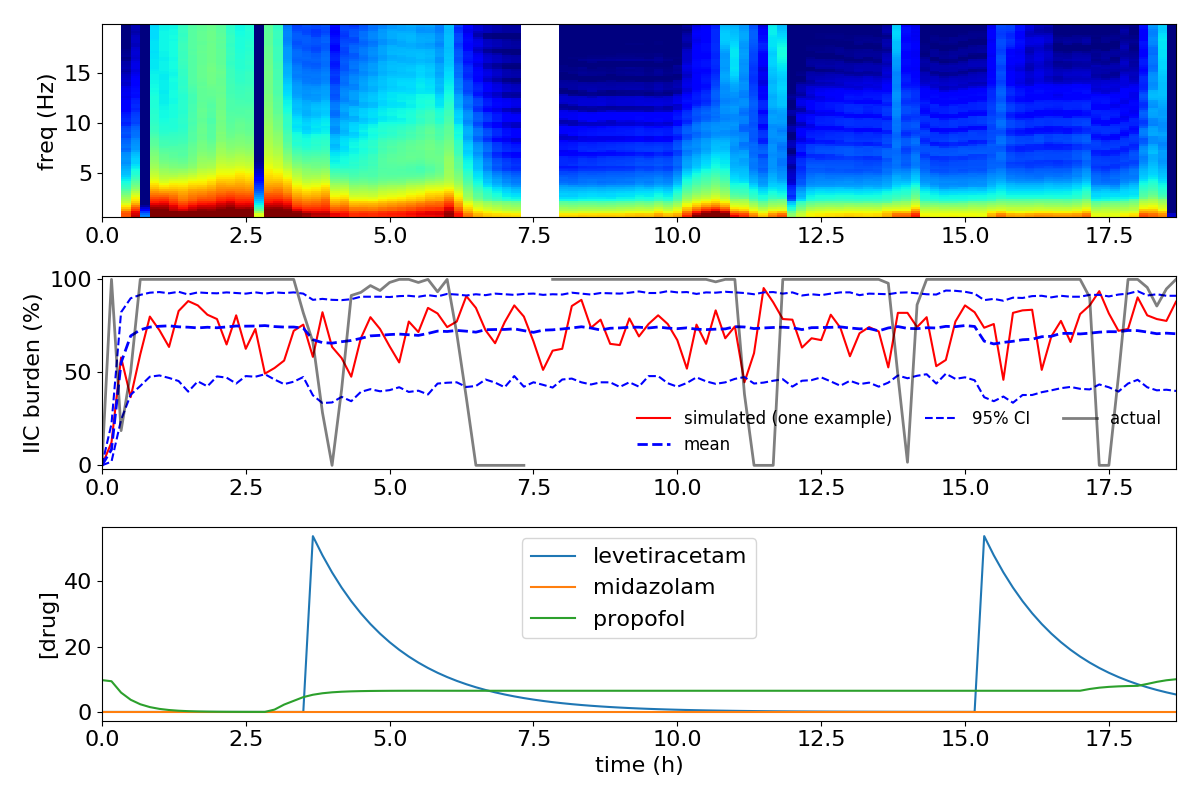 freq (Hz)
15
10
5
0.0 2.5 5.0 7.5 10.0 12.5 15.0 17.5
IIC burden (%)
100
50
0
simulated (one example) 95% CI actual
mean
0.0 2.5 5.0 7.5 10.0 12.5 15.0 17.5
[drug]
40
20
0
levetiracetam
midazolam
propofol
0.0 2.5 5.0 7.5 10.0 12.5 15.0 17.5
time (h)